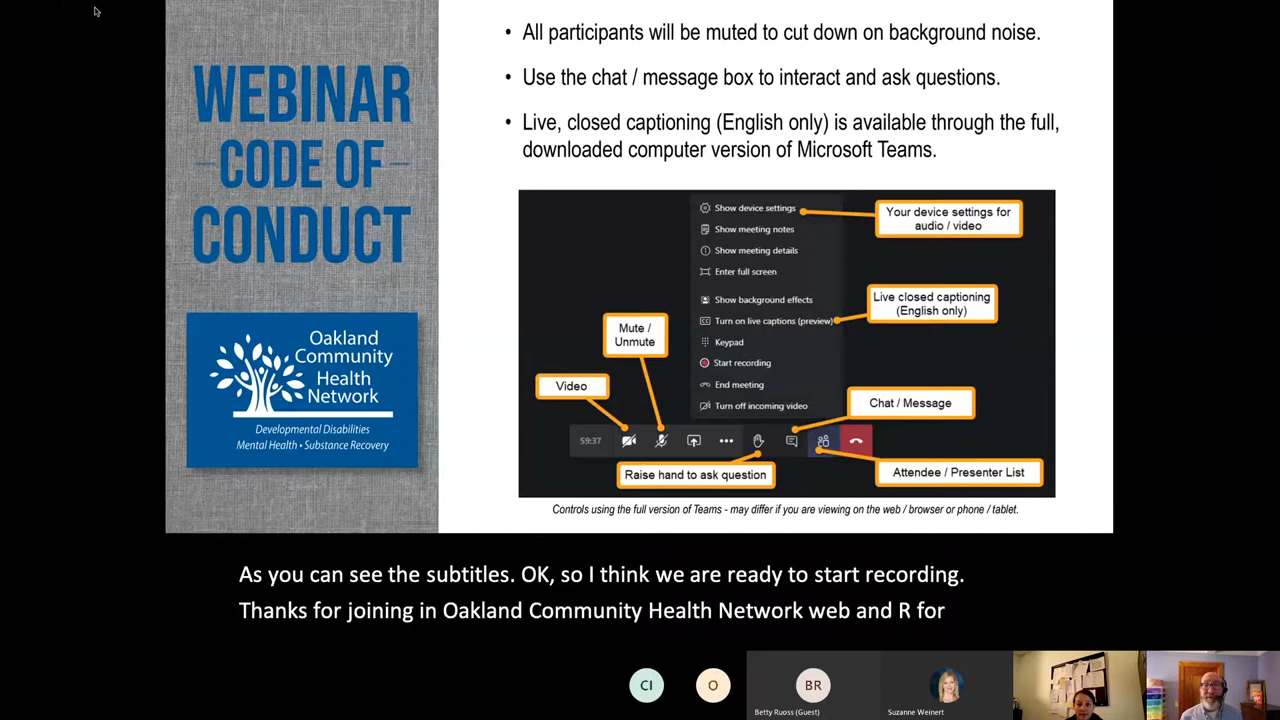 WEBINAR
CODE OF
CONDUCT
Oakland
Community
Health
Network
Developmental Disabilities
Mental Health • Substance Recovery
• All participants will be muted to cut down on background noise.
• Use the chat / message box to interact and ask questions.
• Live, closed captioning (English only) is available through the full,
downloaded computer version of Microsoft Teams.
Show device settings
Show meeting notes
Show meeting details
Enter full screen
Show background effects
Turn on live captions (preview)
Keypad
Start recording
End meeting
Turn off incoming video
Your device settings for
audio / video
Live closed captioning
(English only)
Mute /
Unmute
Video
Chat / Message
59:37
Raise hand to ask question
Attendee / Presenter List
Controls using the full version of Teams - may differ if you are viewing on the web / browser or phone / tablet.
As you can see the subtitles. OK, so I think we are ready to start recording.
Thanks for joining in Oakland Community Health Network web and R for
CI
O
BR
Betty Ruoss (Guest)
Suzanne Weinert